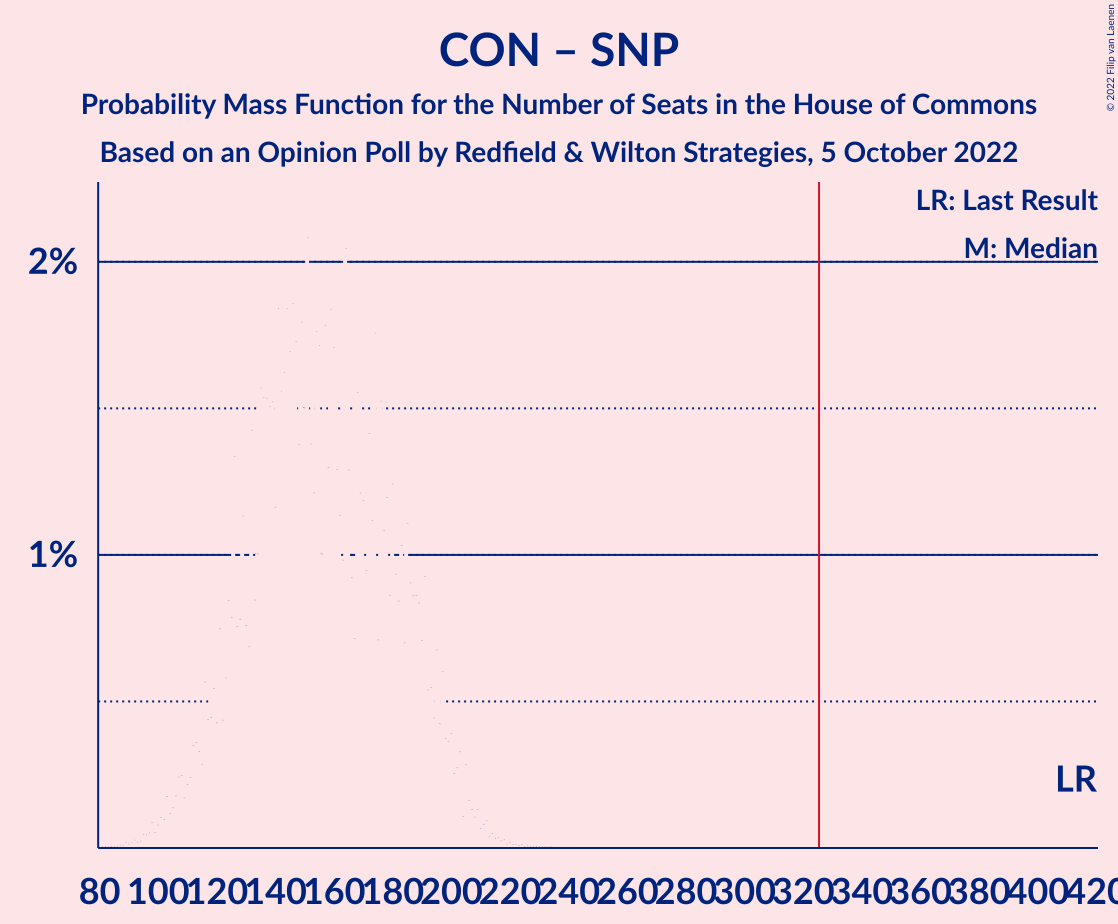 CON – SNP
Probability Mass Function for the Number of Seats in the House of Commons
Based on an Opinion Poll by Redfield & Wilton Strategies, 5 October 2022
© 2022 Filip van Laenen
LR: Last Result
M: Median
2%
1%
LR
80 100 120 140 160 180 200 220 240 260 280 300 320 340 360 380 400 420